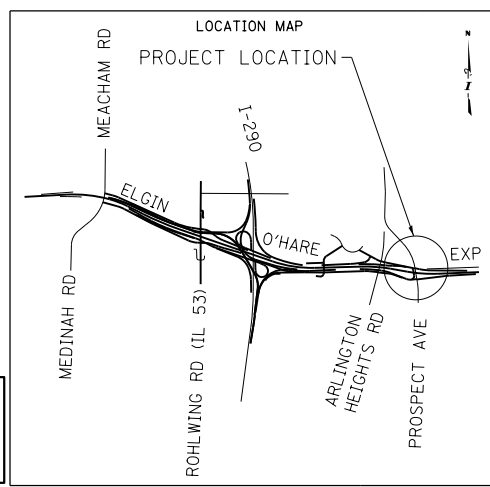 LOCATION MAP
PROJECT LOCATION
N
MEACHAM RD
I-290
ELGIN
O'HARE
EXP
MEDINAH RD
ROHLWING RD (IL 53)
ARLINGTON
HEIGHTS RD
PROSPECT AVE